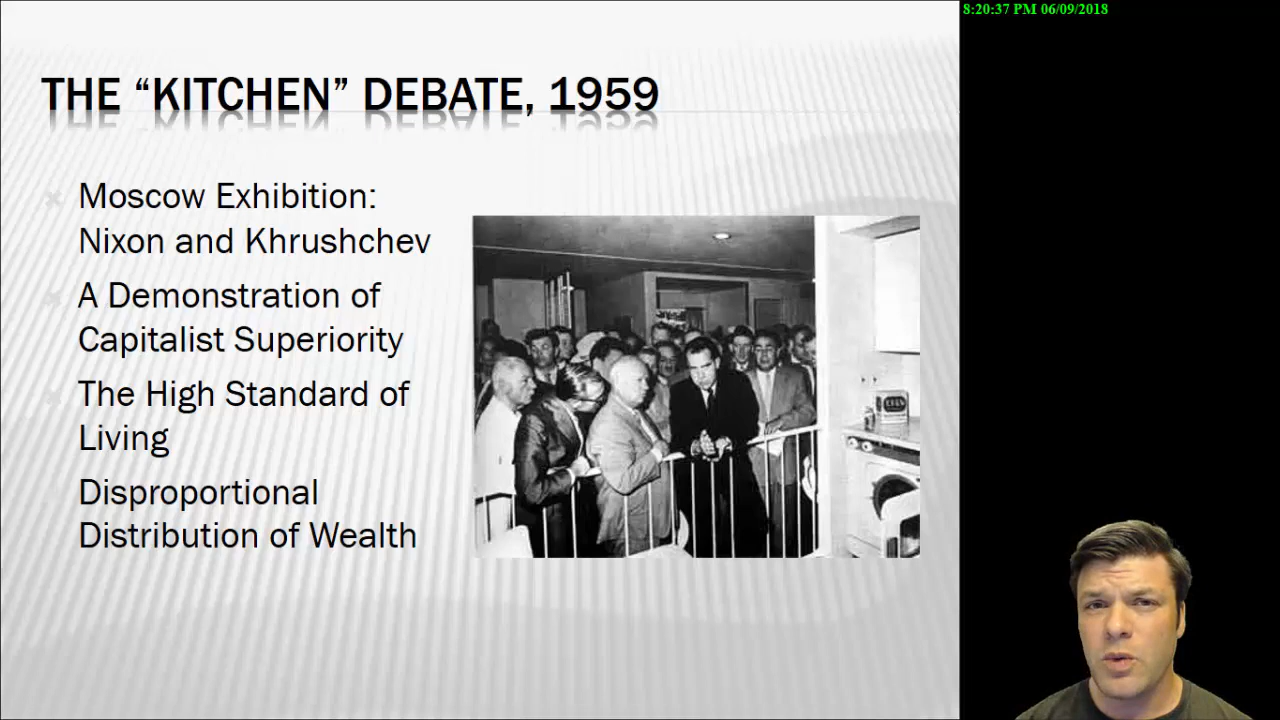 8:20:37 PM 06/09/2018
THE “KITCHEN” DEBATE, 1959
Moscow Exhibition:
Nixon and Khrushchev
A Demonstration of
Capitalist Superiority
The High Standard of
Living
Disproportional
Distribution of Wealth